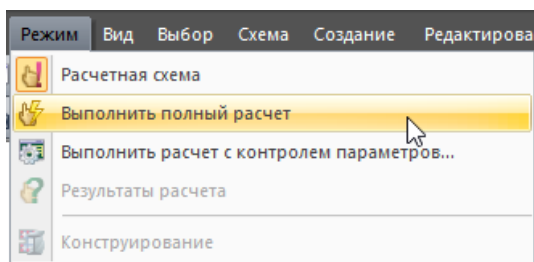 Режим Вид Выбор Схема Создание Редактирова
Расчетная схема
Выполнить полный расчет
Выполнить расчет с контролем параметров...
Результаты расчета
Конструирование